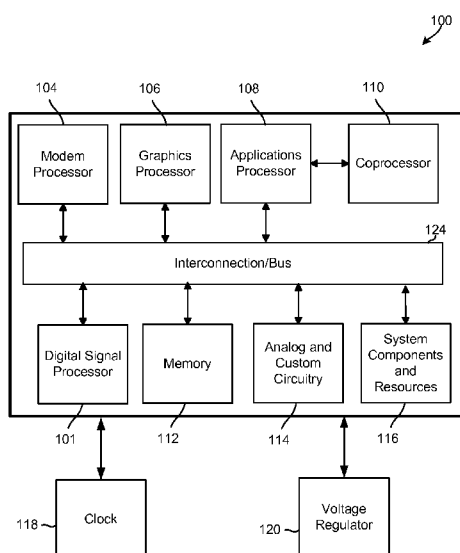 100
104
106
108
110
Modem
Processor
Graphics
Processor
Applications
Processor
Coprocessor
124
Interconnection/Bus
Digital Signal
Processor
Memory
Analog and
Custom
Circuitry
System
Components
and
Resources
101
112
114
116
118
Clock
120
Voltage
Regulator